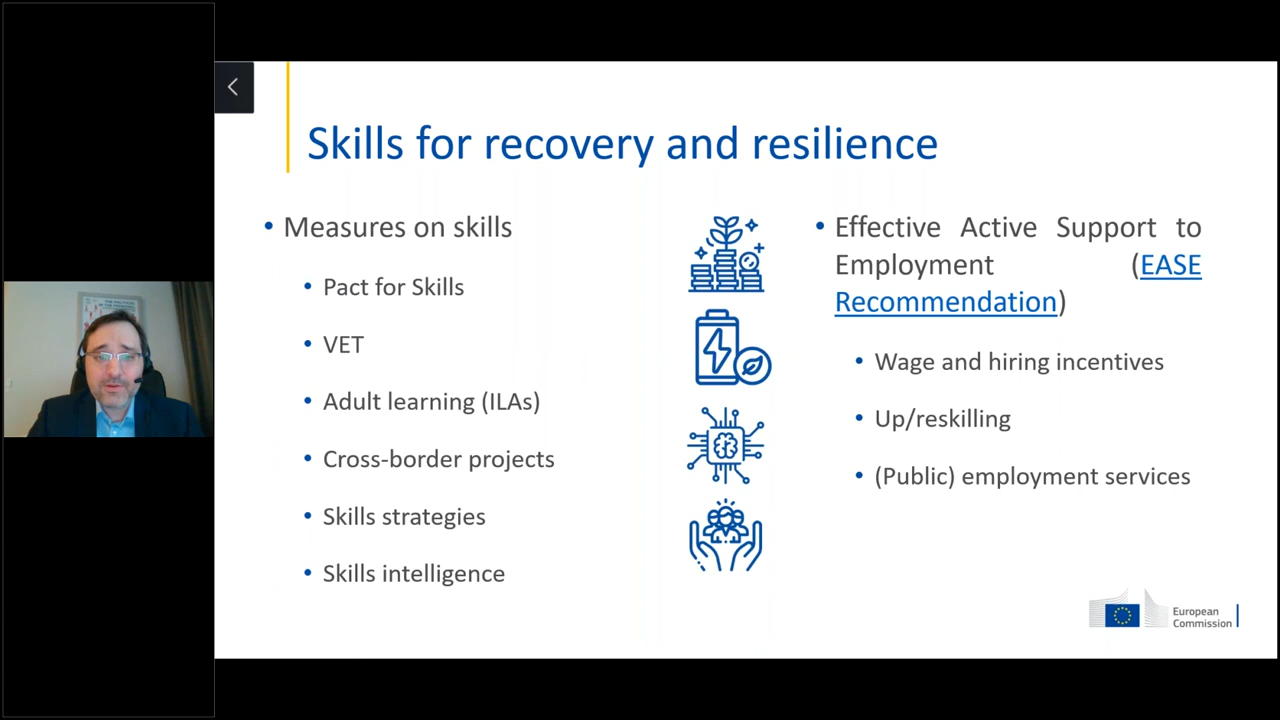 Skills for recovery and resilience
• Measures on skills
• Pact for Skills
• VET
• Adult learning (ILAs)
• Cross-border projects
• Skills strategies
• Skills intelligence
• Effective Active Support to
Employment (EASE
Recommendation)
• Wage and hiring incentives
• Up/reskilling
• (Public) employment services
European
Commission